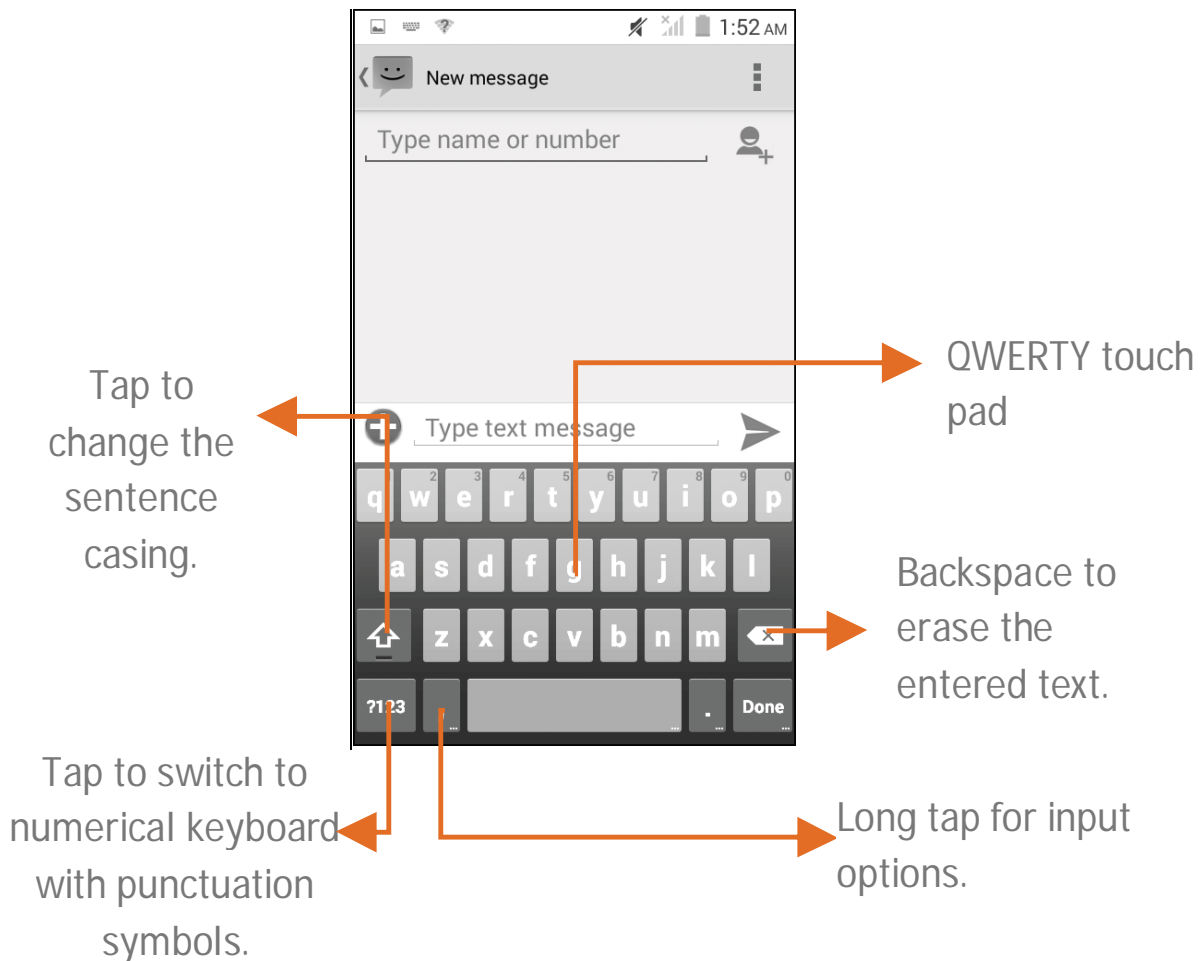 1:52 AM
New message
Type name or number
QWERTY touch
pad
Tap to
change the
sentence
casing.
Type text message
q w 2 e 3 r 4 t 5 y 6 u 7 i 8 o 9 p 0
a s d f g h j k l
Backspace to
erase the
entered text.
z x c v b n m
?123 , . Done
Tap to switch to
numerical keyboard
with punctuation
symbols.
Long tap for input
options.